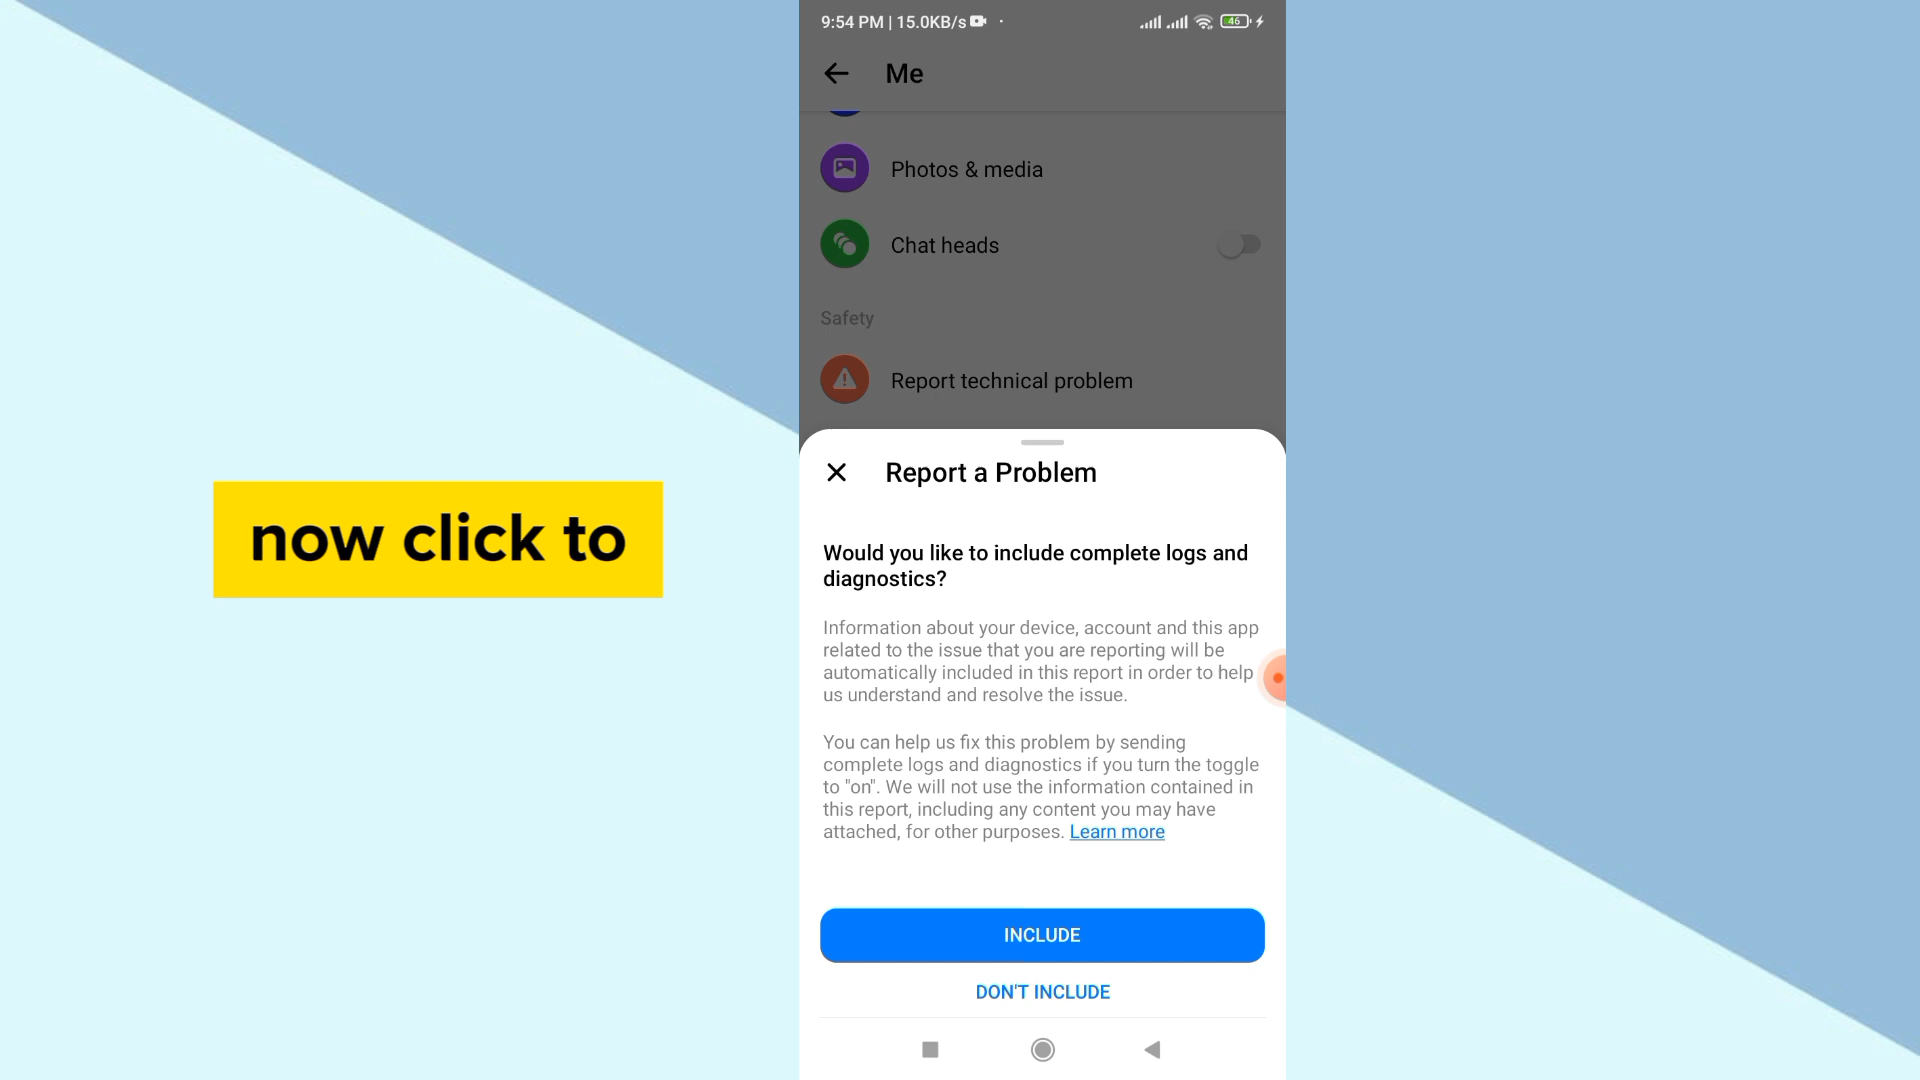 now click to
9:54 PM | 15.0KB/s
46
Me
Photos & media
Chat heads
Safety
Report technical problem
Report a Problem
Would you like to include complete logs and
diagnostics?
Information about your device, account and this app
related to the issue that you are reporting will be
automatically included in this report in order to help
us understand and resolve the issue.
You can help us fix this problem by sending
complete logs and diagnostics if you turn the toggle
to "on". We will not use the information contained in
this report, including any content you may have
attached, for other purposes. Learn more
INCLUDE
DON'T INCLUDE